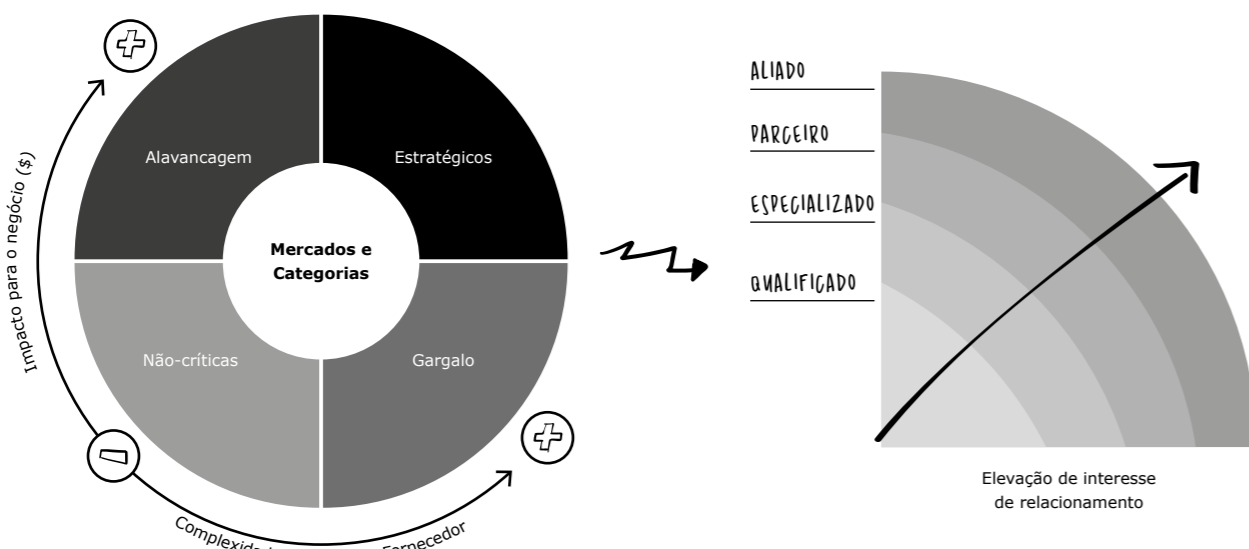 Impacto para o negócio ($)
Alavancagem
Estratégicos
Mercados e
Categorias
Não-críticas
Gargalo
Fornecedor
ALIADO
PARCEIRO
ESPECIALIZADO
QUALIFICADO
Elevação de interesse
de relacionamento